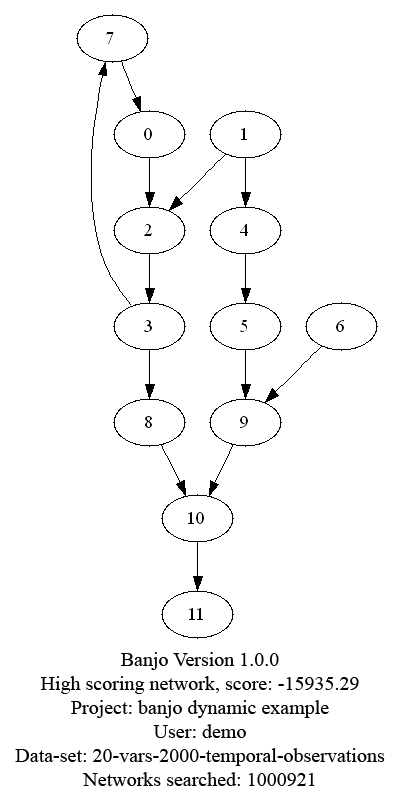 7
0
1
2
4
3
5
6
8
9
10
11
Banjo Version 1.0.0
High scoring network, score: -15935.29
Project: banjo dynamic example
User: demo
Data-set: 20-vars-2000-temporal-observations
Networks searched: 1000921